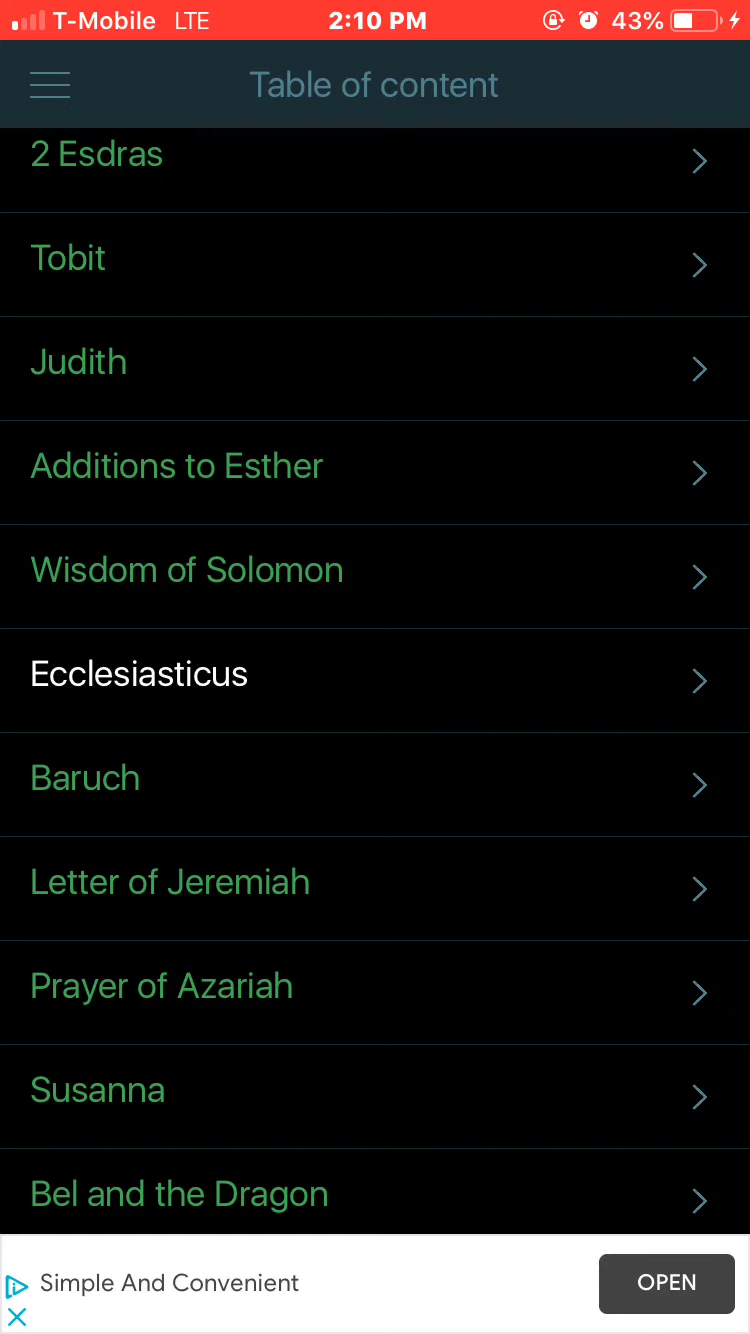 T-Mobile LTE 2:10 PM 43%
Table of content
2 Esdras
Tobit
Judith
Additions to Esther
Wisdom of Solomon
Ecclesiasticus
Baruch
Letter of Jeremiah
Prayer of Azariah
Susanna
Bel and the Dragon
Simple And Convenient
OPEN